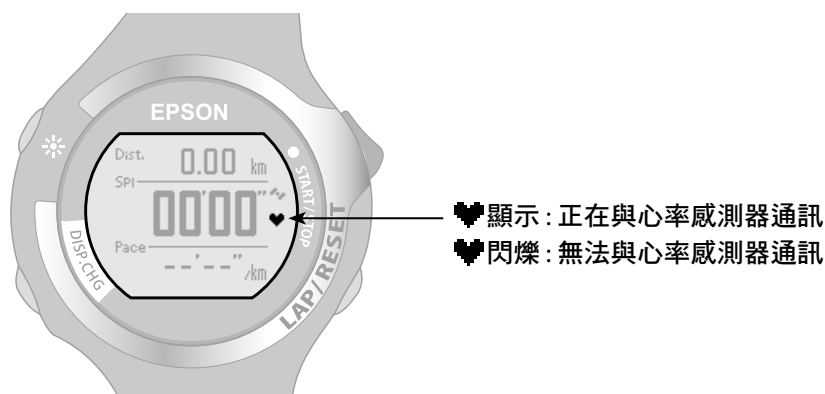 EPSON
Dist. 0.00 km
SPI
00'00"
Pace
--'--" /km
START / STOP
LAP/RESET
DISP.CHG
♥顯示:正在與心率感測器通訊
♥閃爍:無法與心率感測器通訊